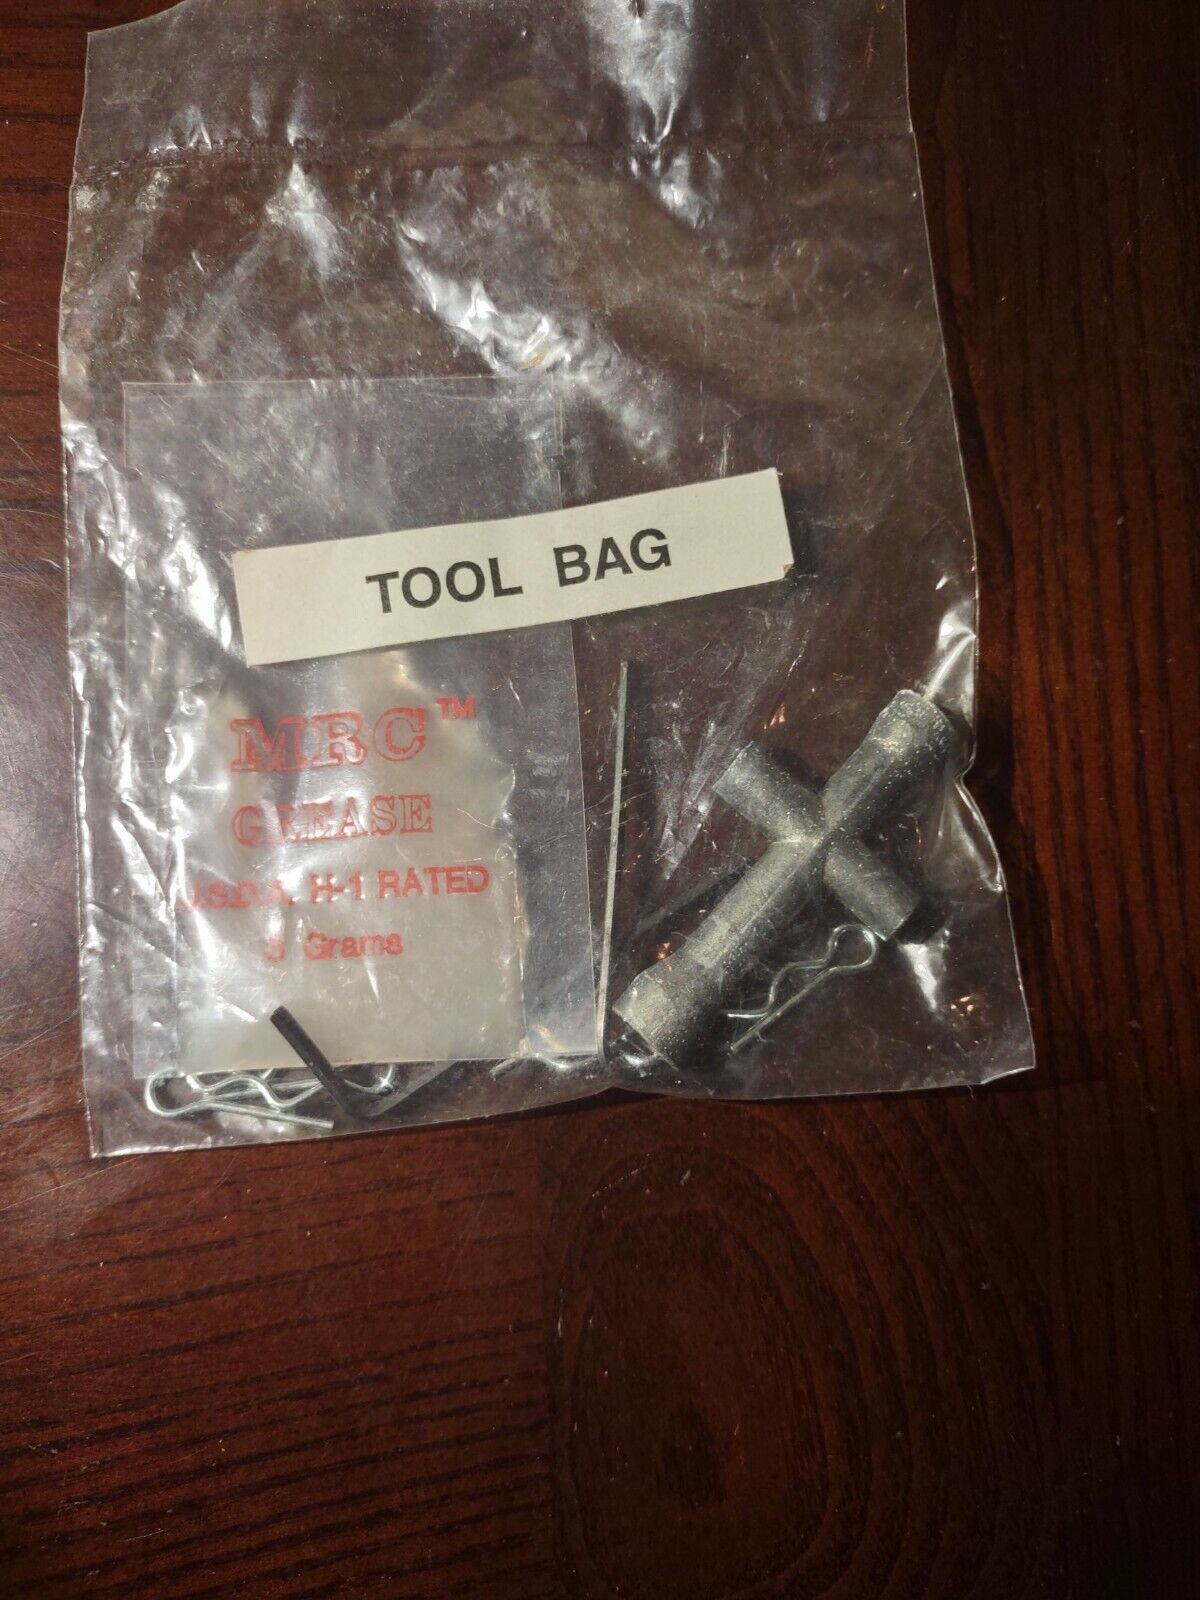 TOOL BAG
MRC™
GREASE
U.S.D.A. H-1 RATED
Grams